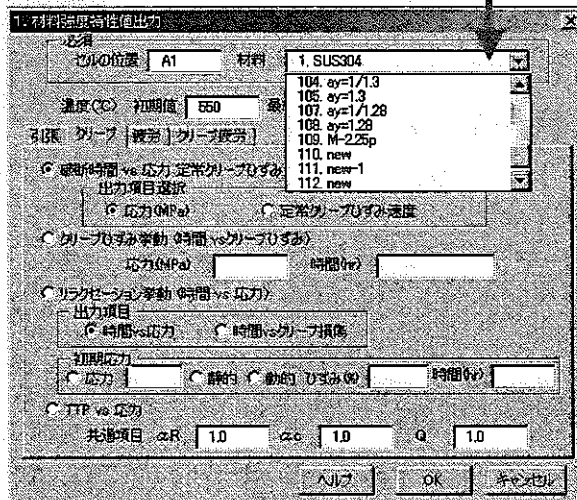 1. 材料強度特性値出力
必須
セルの位置 A1 材料 1. SUS304
104. ay=1/1.3
105. ay=1.3
107. ay=1/1.28
108. ay=1.28
109. M-2.25p
110. new
111. new-1
112. new
温度(℃) 初期値 550 最
引張 クリープ 疲労 クリープ疲労
破断時間 vs 応力 定常クリープひずみ
出力項目選択
応力(MPa) 定常クリープひずみ速度
クリープひずみ挙動 (時間 vsクリープひずみ)
応力(MPa) 時間(hr)
リラクセーション挙動 (時間 vs 応力)
出力項目
時間vs応力 時間vsクリープ損傷
初期応力
応力 静的 動的 ひずみ(%) 時間(hr)
TTP vs 応力
共通項目 αR 1.0 αc 1.0 Q 1.0
ヘルプ OK キャンセル